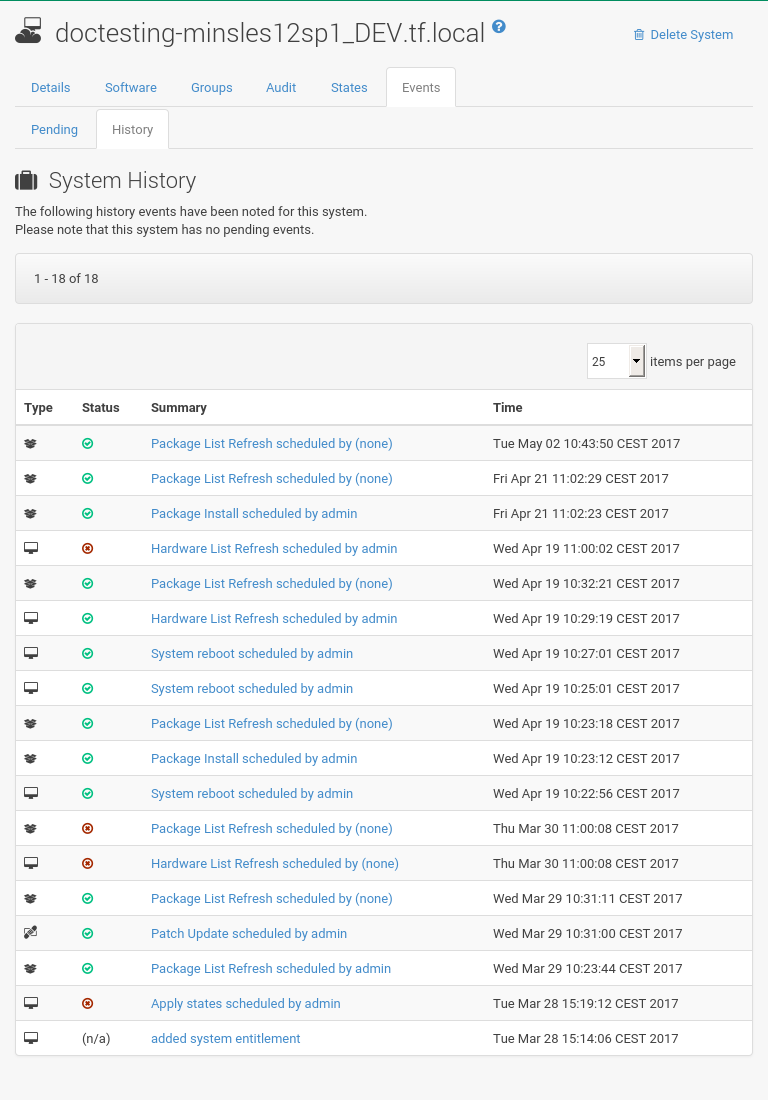 doctesting-minsles12sp1_DEV.tf.local ?
Delete System
Details Software Groups Audit States Events
Pending History
System History
The following history events have been noted for this system.
Please note that this system has no pending events.
1 - 18 of 18
25 items per page
Type Status Summary Time
Package List Refresh scheduled by (none) Tue May 02 10:43:50 CEST 2017
Package List Refresh scheduled by (none) Fri Apr 21 11:02:29 CEST 2017
Package Install scheduled by admin Fri Apr 21 11:02:23 CEST 2017
Hardware List Refresh scheduled by admin Wed Apr 19 11:00:02 CEST 2017
Package List Refresh scheduled by (none) Wed Apr 19 10:32:21 CEST 2017
Hardware List Refresh scheduled by admin Wed Apr 19 10:29:19 CEST 2017
System reboot scheduled by admin Wed Apr 19 10:27:01 CEST 2017
System reboot scheduled by admin Wed Apr 19 10:25:01 CEST 2017
Package List Refresh scheduled by (none) Wed Apr 19 10:23:18 CEST 2017
Package Install scheduled by admin Wed Apr 19 10:23:12 CEST 2017
System reboot scheduled by admin Wed Apr 19 10:22:56 CEST 2017
Package List Refresh scheduled by (none) Thu Mar 30 11:00:08 CEST 2017
Hardware List Refresh scheduled by (none) Thu Mar 30 11:00:08 CEST 2017
Package List Refresh scheduled by (none) Wed Mar 29 10:31:11 CEST 2017
Patch Update scheduled by admin Wed Mar 29 10:31:00 CEST 2017
Package List Refresh scheduled by admin Wed Mar 29 10:23:44 CEST 2017
Apply states scheduled by admin Tue Mar 28 15:19:12 CEST 2017
(n/a) added system entitlement Tue Mar 28 15:14:06 CEST 2017